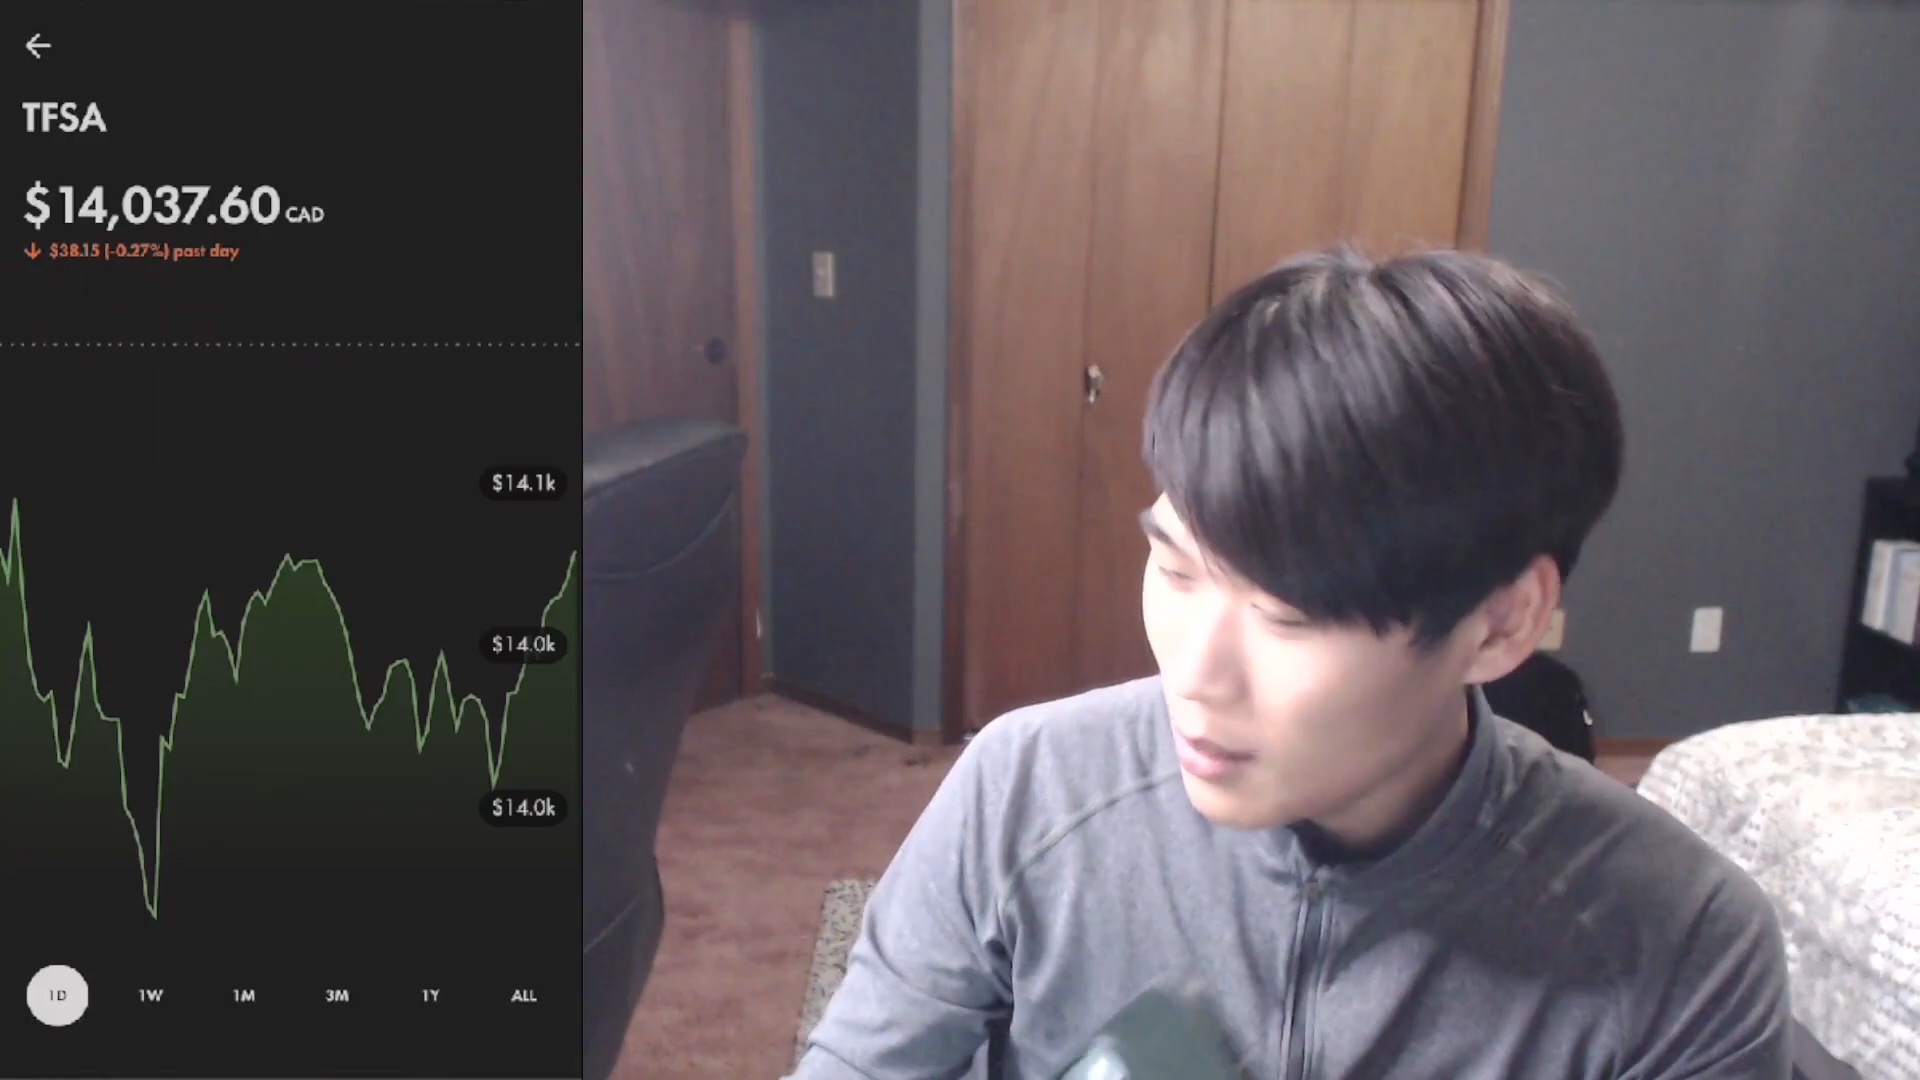 TFSA
$14,037.60 CAD
↓ $38.15 (-0.27%) past day
$14.1k
$14.0k
$14.0k
1D 1W 1M 3M 1Y ALL